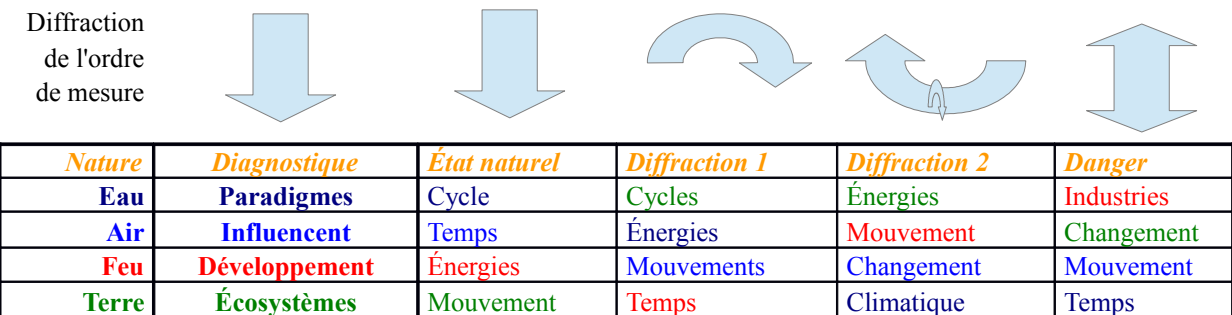 Diffraction
de l'ordre
de mesure
Nature Diagnostique État naturel Diffraction 1 Diffraction 2 Danger
Eau Paradigmes Cycle Cycles Énergies Industries
Air Influencent Temps Énergies Mouvement Changement
Feu Développement Énergies Mouvements Changement Mouvement
Terre Écosystèmes Mouvement Temps Climatique Temps